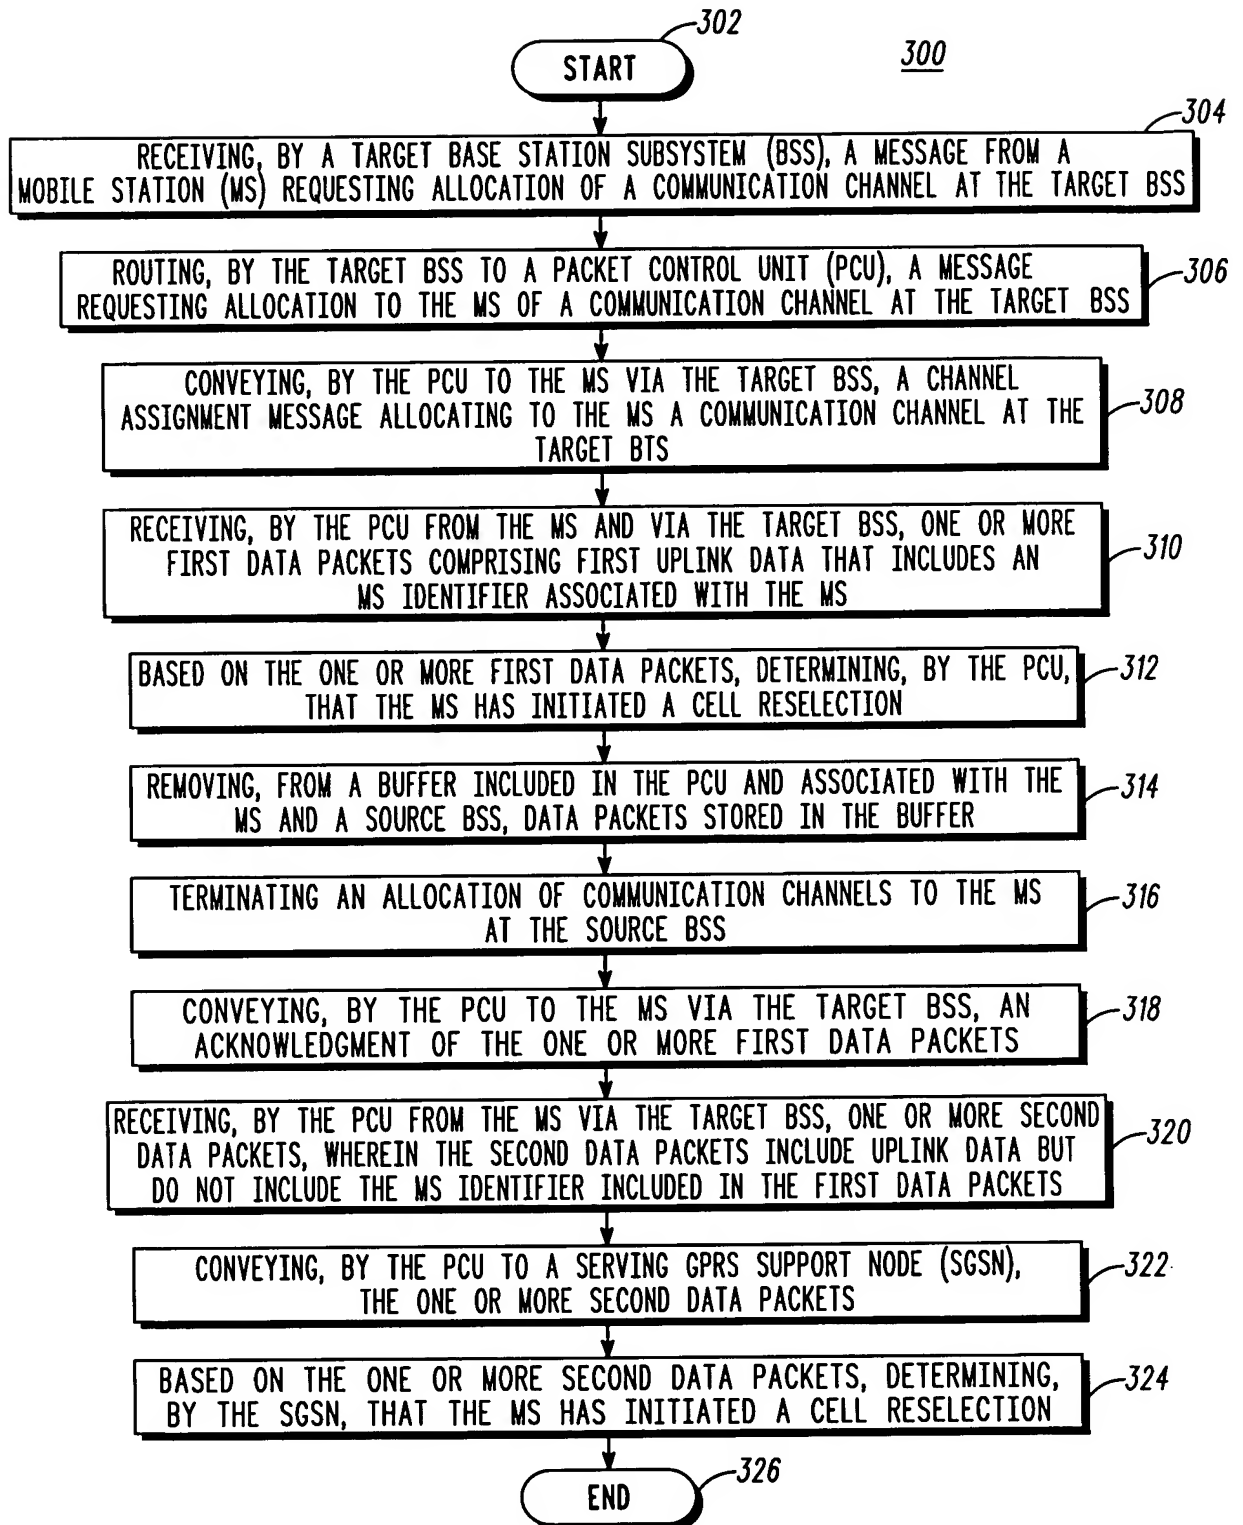 302
300
START
304
RECEIVING, BY A TARGET BASE STATION SUBSYSTEM (BSS), A MESSAGE FROM A
MOBILE STATION (MS) REQUESTING ALLOCATION OF A COMMUNICATION CHANNEL AT THE TARGET BSS
ROUTING, BY THE TARGET BSS TO A PACKET CONTROL UNIT (PCU), A MESSAGE
REQUESTING ALLOCATION TO THE MS OF A COMMUNICATION CHANNEL AT THE TARGET BSS
306
CONVEYING, BY THE PCU TO THE MS VIA THE TARGET BSS, A CHANNEL
ASSIGNMENT MESSAGE ALLOCATING TO THE MS A COMMUNICATION CHANNEL AT THE
TARGET BTS
308
RECEIVING, BY THE PCU FROM THE MS AND VIA THE TARGET BSS, ONE OR MORE
FIRST DATA PACKETS COMPRISING FIRST UPLINK DATA THAT INCLUDES AN
MS IDENTIFIER ASSOCIATED WITH THE MS
310
BASED ON THE ONE OR MORE FIRST DATA PACKETS, DETERMINING, BY THE PCU,
THAT THE MS HAS INITIATED A CELL RESELECTION
312
REMOVING, FROM A BUFFER INCLUDED IN THE PCU AND ASSOCIATED WITH THE
MS AND A SOURCE BSS, DATA PACKETS STORED IN THE BUFFER
314
TERMINATING AN ALLOCATION OF COMMUNICATION CHANNELS TO THE MS
AT THE SOURCE BSS
316
CONVEYING, BY THE PCU TO THE MS VIA THE TARGET BSS, AN
ACKNOWLEDGMENT OF THE ONE OR MORE FIRST DATA PACKETS
318
RECEIVING, BY THE PCU FROM THE MS VIA THE TARGET BSS, ONE OR MORE SECOND
DATA PACKETS, WHEREIN THE SECOND DATA PACKETS INCLUDE UPLINK DATA BUT
DO NOT INCLUDE THE MS IDENTIFIER INCLUDED IN THE FIRST DATA PACKETS
320
CONVEYING, BY THE PCU TO A SERVING GPRS SUPPORT NODE (SGSN),
THE ONE OR MORE SECOND DATA PACKETS
322
BASED ON THE ONE OR MORE SECOND DATA PACKETS, DETERMINING,
BY THE SGSN, THAT THE MS HAS INITIATED A CELL RESELECTION
324
326
END